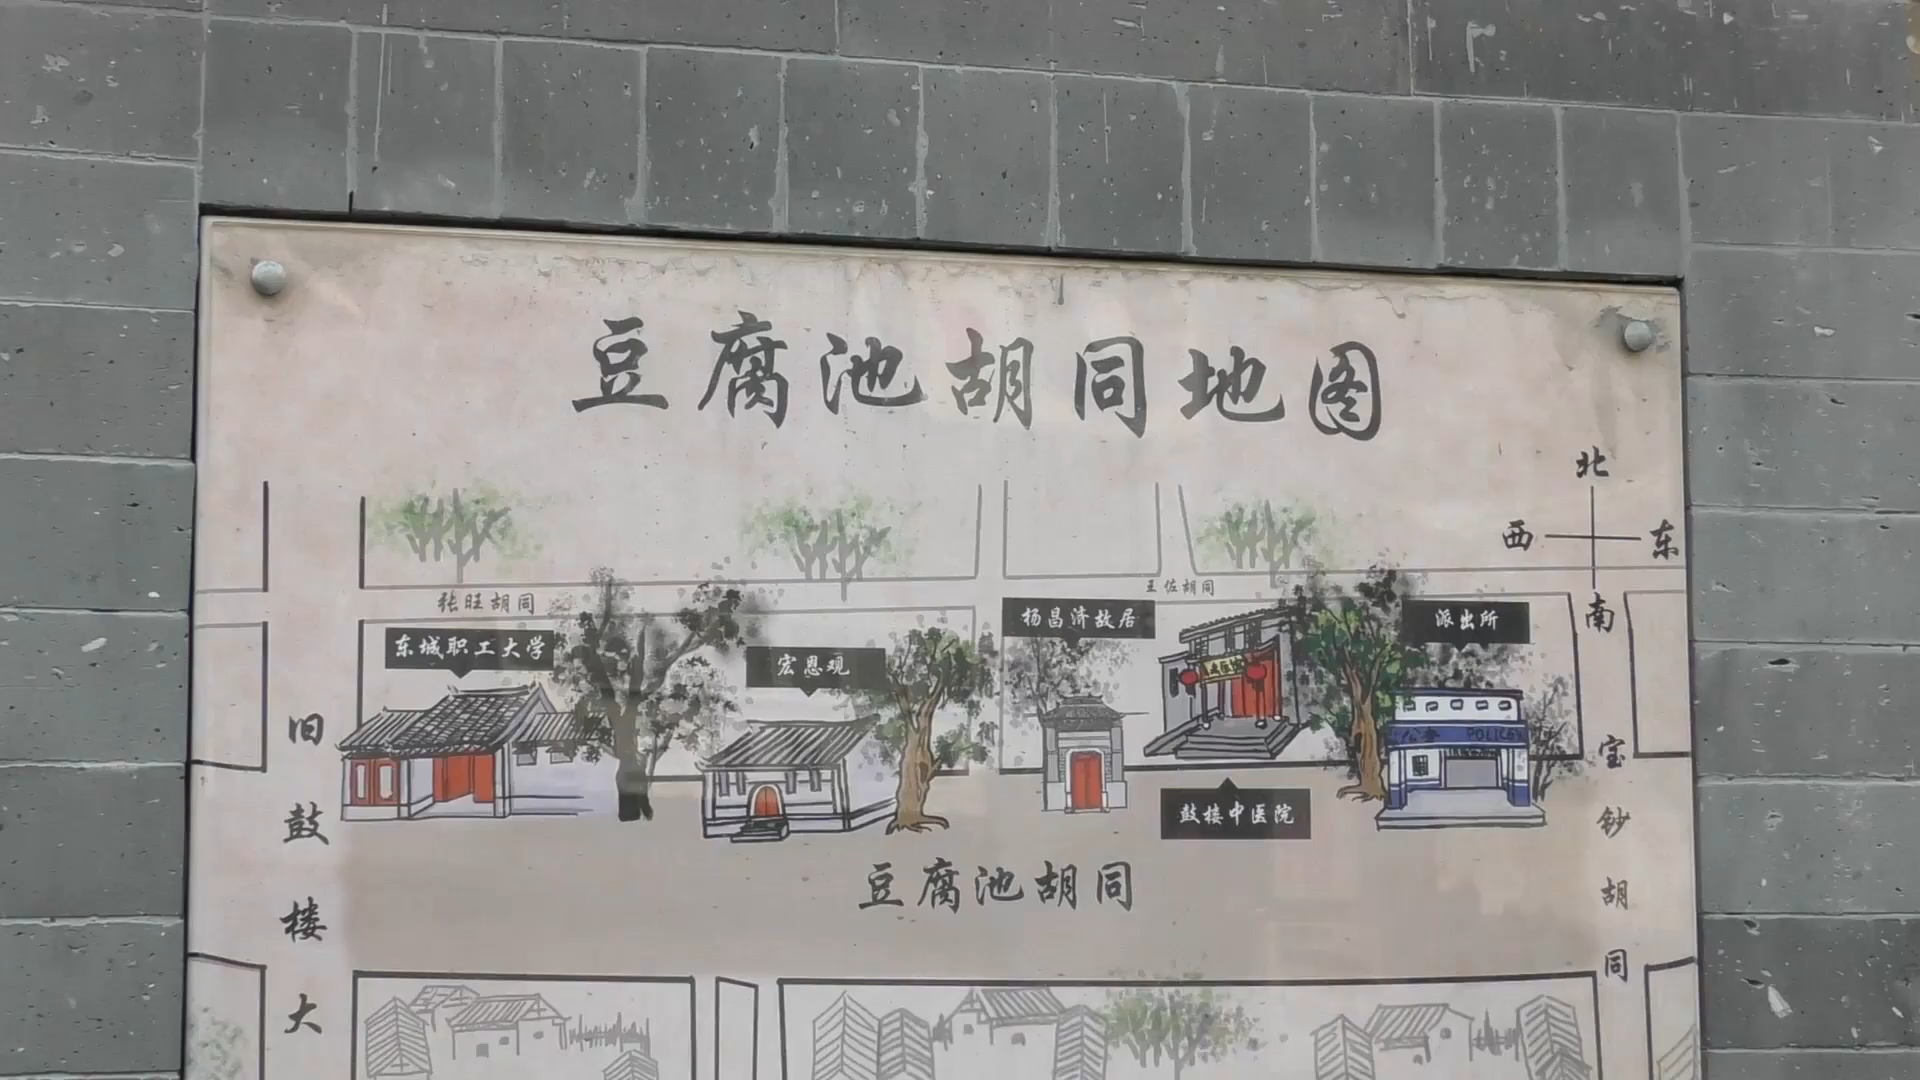 豆腐池胡同地图
北
西 东
南
张旺胡同
王佐胡同
东城职工大学
宏恩观
杨昌济故居
派出所
POLICE
鼓楼中医院
旧鼓楼大
宝钞胡同
豆腐池胡同